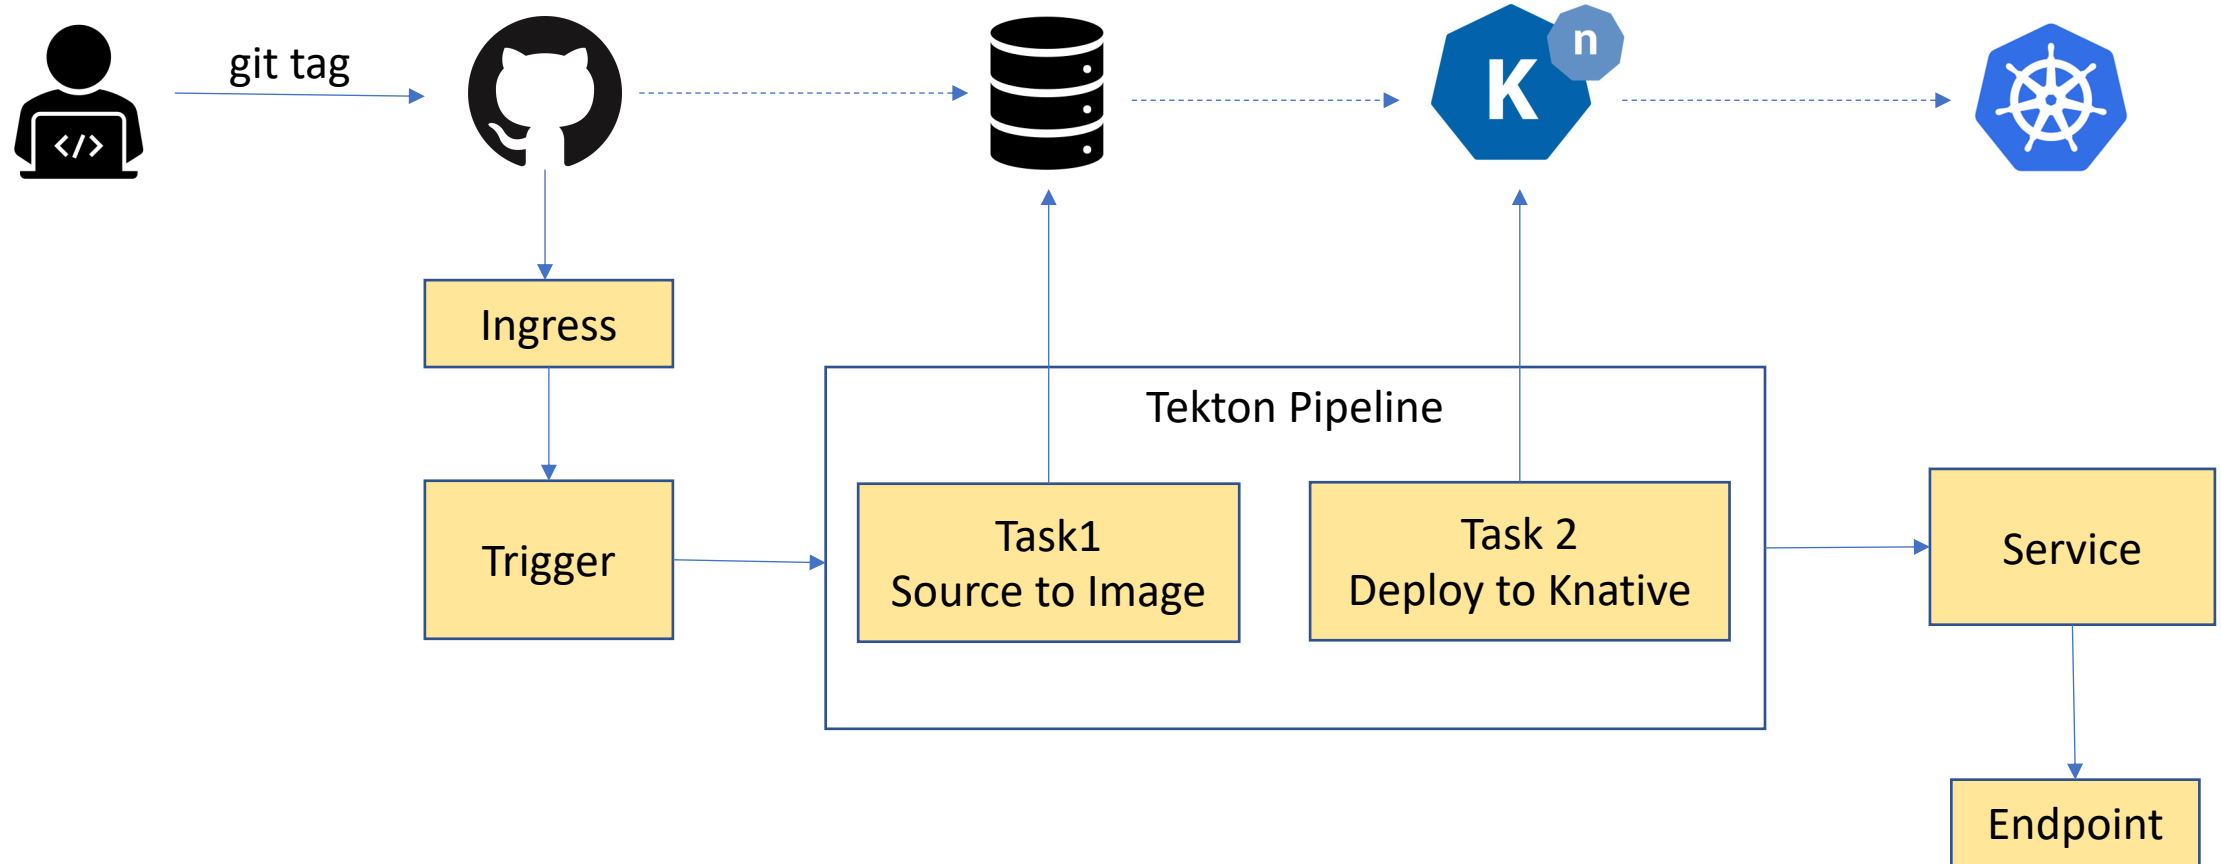 git tag
</>
K
n
Ingress
Tekton Pipeline
Trigger
Task1
Source to Image
Task 2
Deploy to Knative
Service
Endpoint